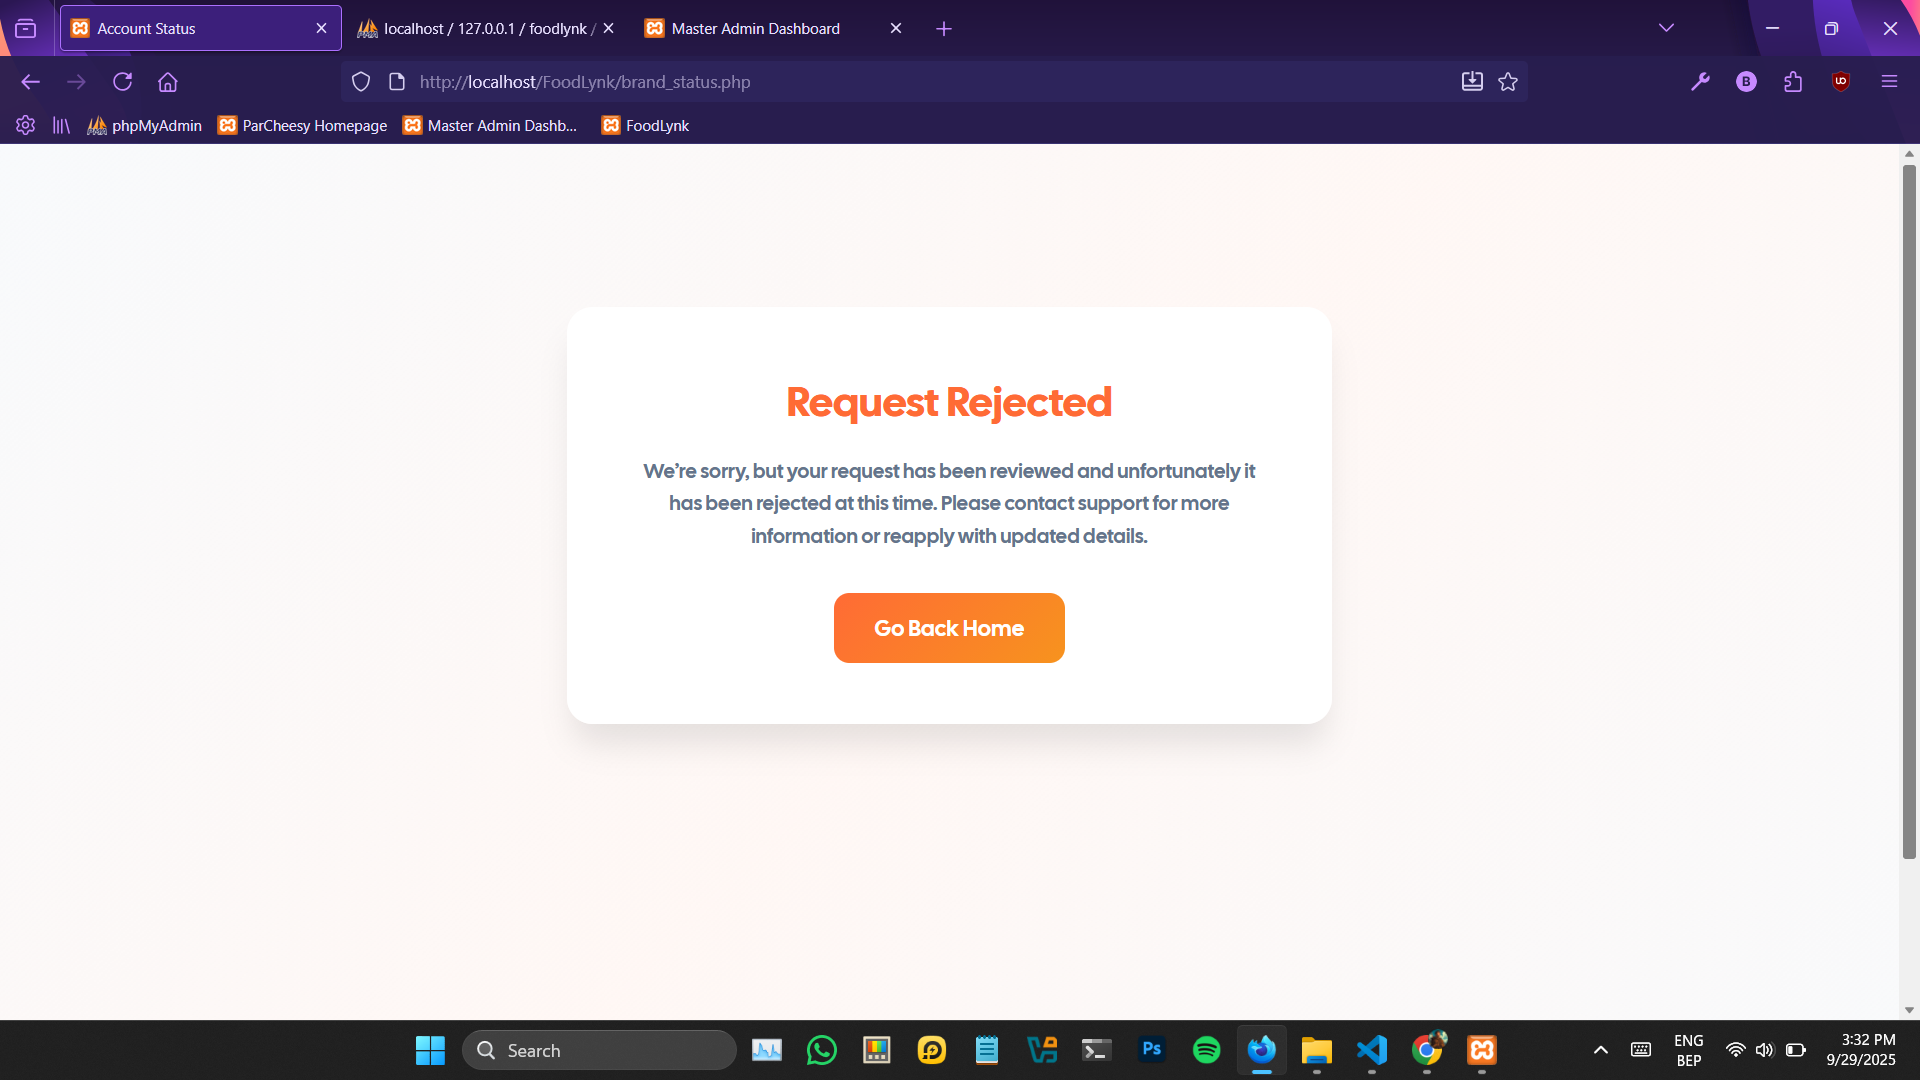 Account Status
localhost / 127.0.0.1 / foodlynk /
Master Admin Dashboard
http://localhost/FoodLynk/brand_status.php
B
phpMyAdmin
ParCheesy Homepage
Master Admin Dashb...
FoodLynk
Request Rejected
We’re sorry, but your request has been reviewed and unfortunately it
has been rejected at this time. Please contact support for more
information or reapply with updated details.
Go Back Home
Search
Ps
ENG
BEP
3:32 PM
9/29/2025